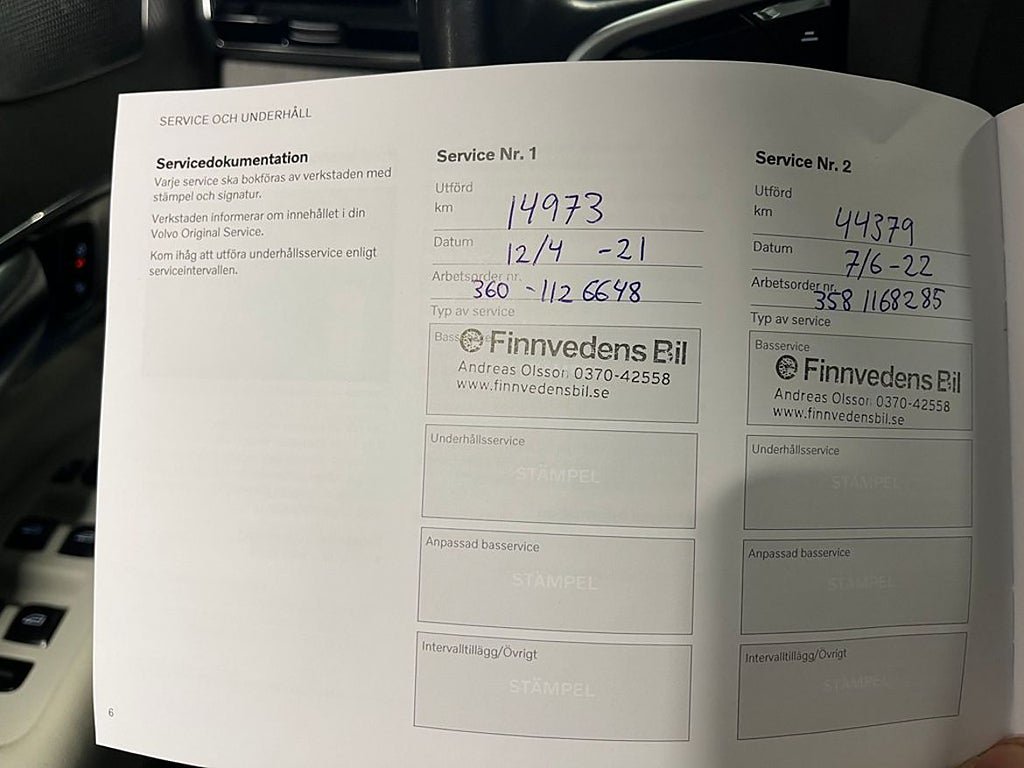 SERVICE OCH UNDERHÅLL
Servicedokumentation
Varje service ska bokföras av verkstaden med
stämpel och signatur.
Verkstaden informerar om innehållet i din
Volvo Original Service.
Kom ihåg att utföra underhållsservice enligt
serviceintervallen.
Service Nr. 1
Utförd
km 14973
Datum 12/4 -21
Arbetsorder nr. 360 -112 6648
Typ av service
Basservice
FinnvedensBil
Andreas Olsson 0370-42558
www.finnvedensbil.se
Underhållsservice
STÄMPEL
Anpassad basservice
STÄMPEL
Intervalltillägg/Övrigt
STÄMPEL
Service Nr. 2
Utförd
km 44379
Datum 7/6-22
Arbetsorder nr. 358 1168285
Typ av service
Basservice
FinnvedensBil
Andreas Olsson 0370-42558
www.finnvedensbil.se
Underhållsservice
STÄMPEL
Anpassad basservice
STÄMPEL
Intervalltillägg/Övrigt
STÄMPEL
6